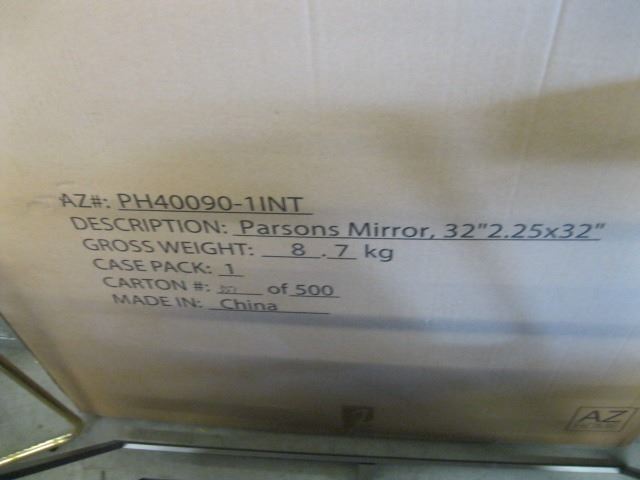 AZ#: PH40090-1INT
DESCRIPTION: Parsons Mirror, 32"2.25x32"
GROSS WEIGHT: 8 . 7 kg
CASE PACK: 1
CARTON #: of 500
MADE IN: China
AZ